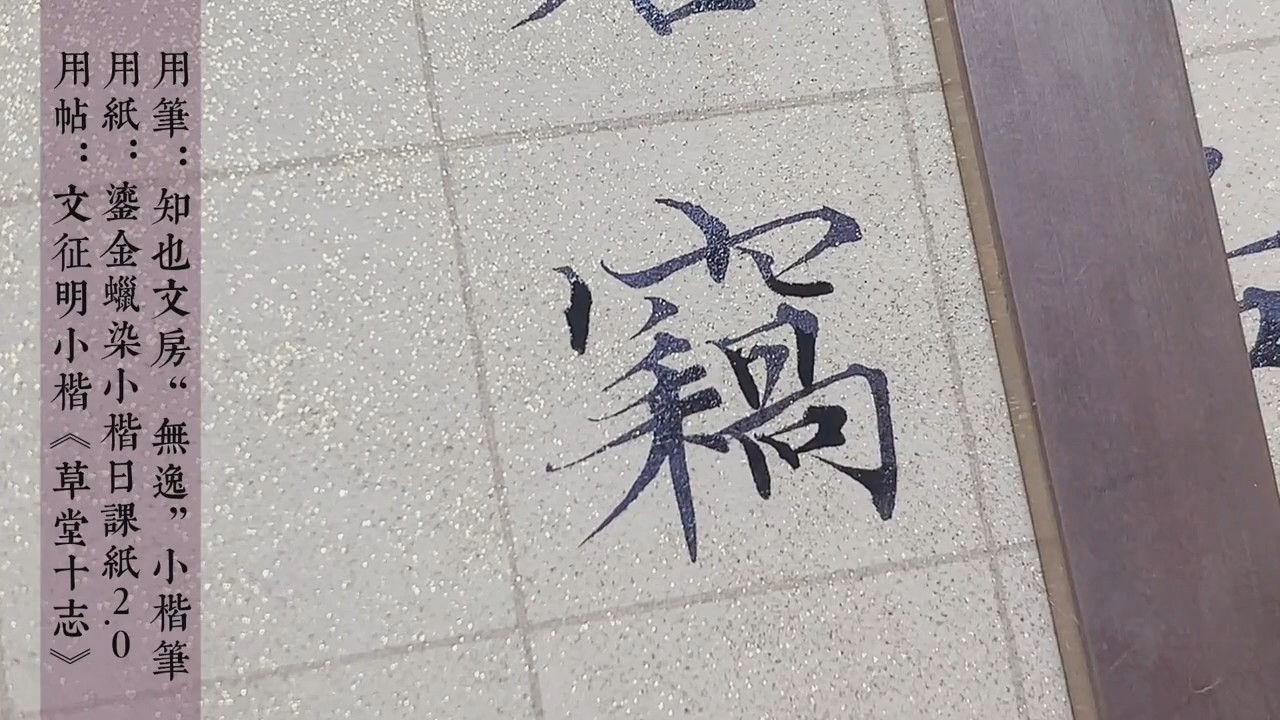 用筆：知也文房“無逸”小楷筆
用紙：鎏金蠟染小楷日課紙2.0
用帖：文征明小楷《草堂十志》
竊